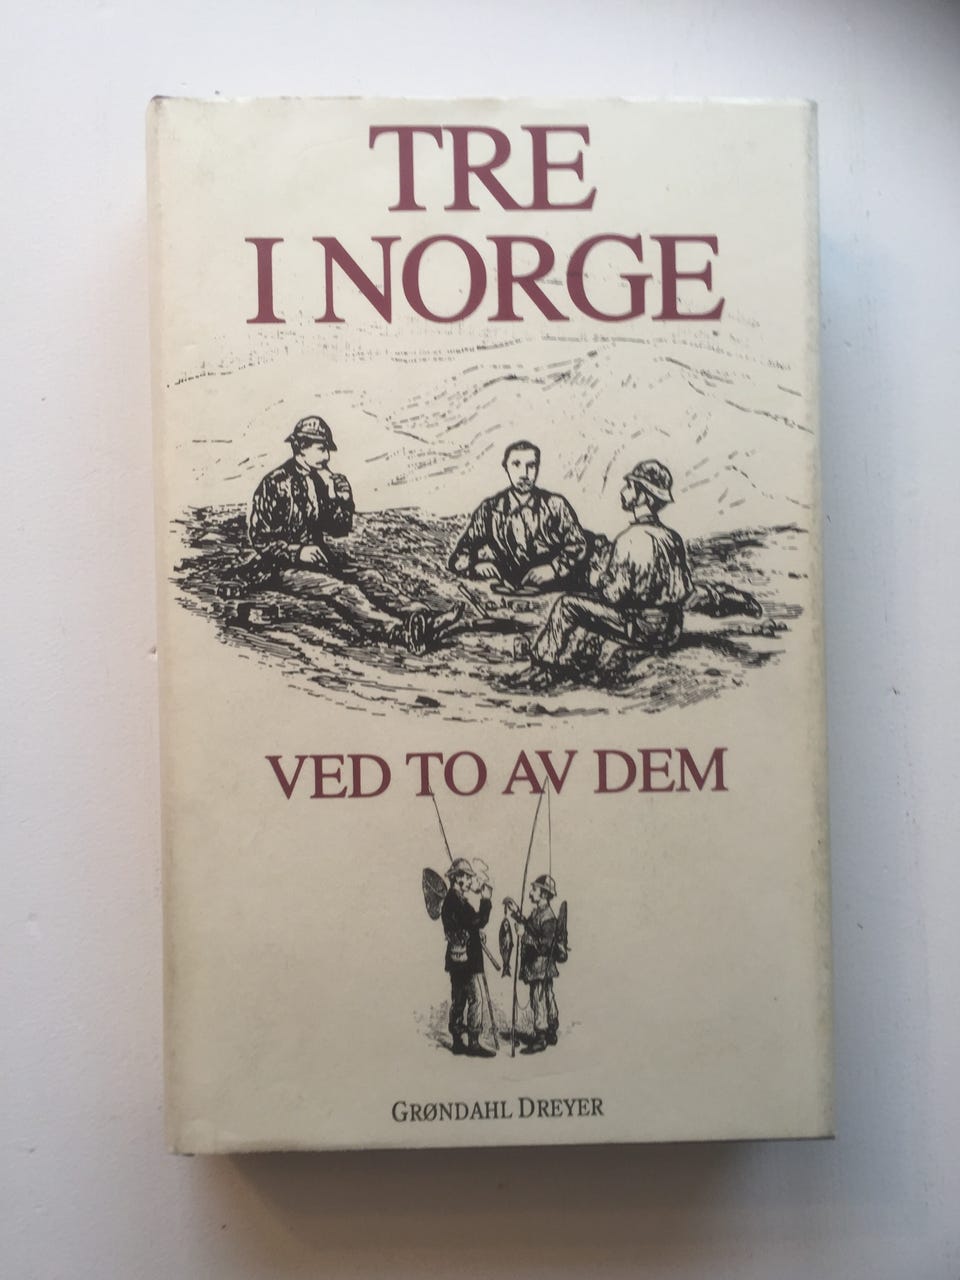 TRE
I NORGE
VED TO AV DEM
GRØNDAHL DREYER